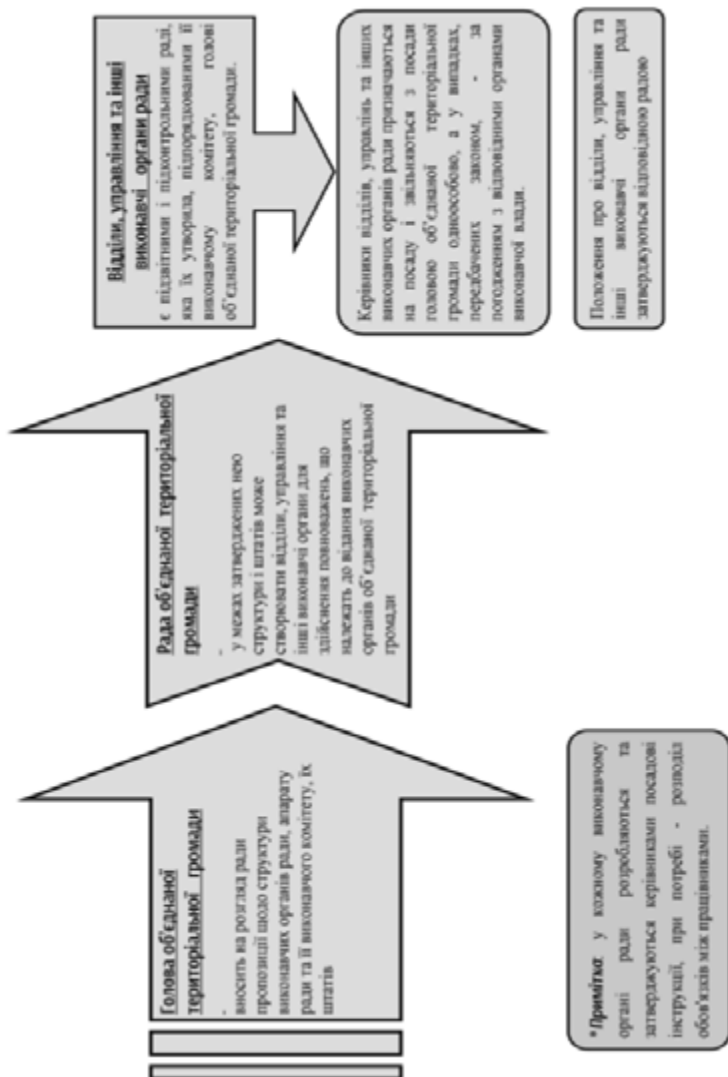 Голова об'єднаної
територіальної громади
-
вносить на розгляд ради
пропозиції щодо структури
виконавчих органів ради, апарату
ради та її виконавчого комітету, їх
штатів
Рада об'єднаної територіальної
громади
-
у межах затверджених нею
структури і штатів може
створювати відділи, управління та
інші виконавчі органи для
здійснення повноважень, що
належать до відання виконавчих
органів об'єднаної територіальної
громади
Відділи, управління та інші
виконавчі органи ради
є підзвітними і підконтрольними раді,
яка їх утворила, підпорядкованими її
виконавчому комітету, голові
об'єднаної територіальної громади.
Керівники відділів, управлінь та інших
виконавчих органів ради призначаються
на посаду і звільняються з посади
головою об'єднаної територіальної
громади одноособово, а у випадках,
передбачених законом, - за
погодженням з відповідними органами
виконавчої влади.
Положення про відділи, управління та
інші виконавчі органи ради
затверджуються відповідною радою
*Примітка: у кожному виконавчому
органі ради розробляються та
затверджуються керівниками посадові
інструкції, при потребі - розподіл
обов'язків між працівниками.